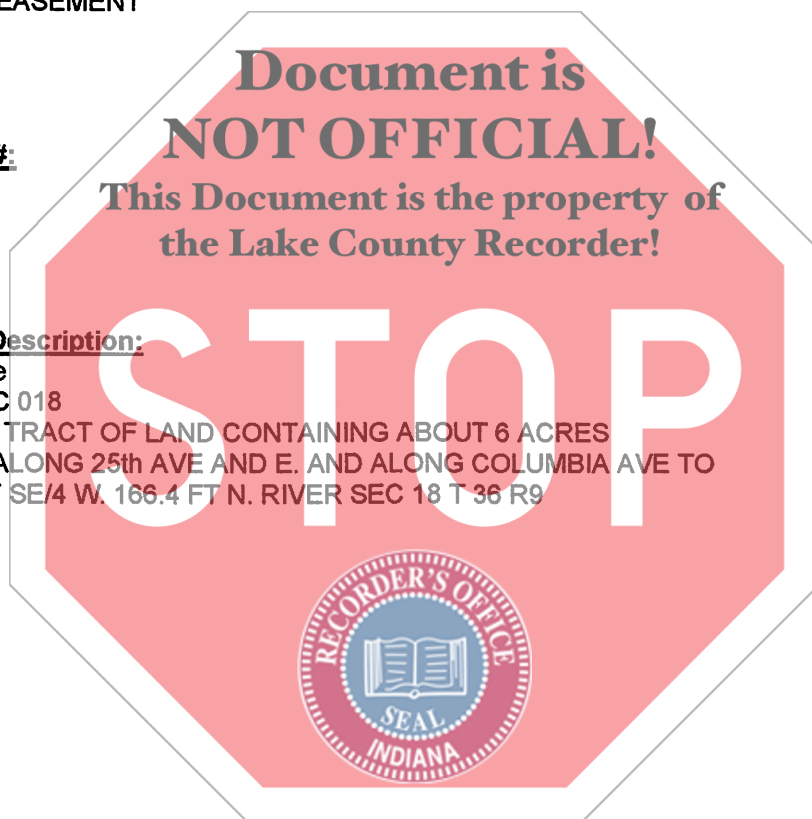 EASEMENT
Document is
NOT OFFICIAL!
#:
This Document is the property of
the Lake County Recorder!
Description:
e
C 018
TRACT OF LAND CONTAINING ABOUT 6 ACRES
ALONG 25th AVE AND E. AND ALONG COLUMBIA AVE TO
SE/4 W. 166.4 FT N. RIVER SEC 18 T 36 R9
STOP
RECORDER'S OFFICE
SEAL
INDIANA